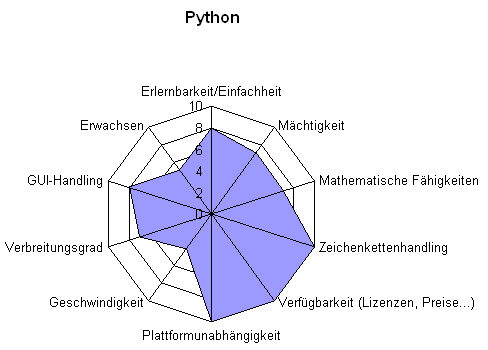 Python
Erlernbarkeit/Einfachheit
10
Erwachsen
Mächtigkeit
8
6
GUI-Handling
4
Mathematische Fähigkeiten
2
0
Verbreitungsgrad
Zeichenkettenhandling
Geschwindigkeit
Verfügbarkeit (Lizenzen, Preise...)
Plattformunabhängigkeit